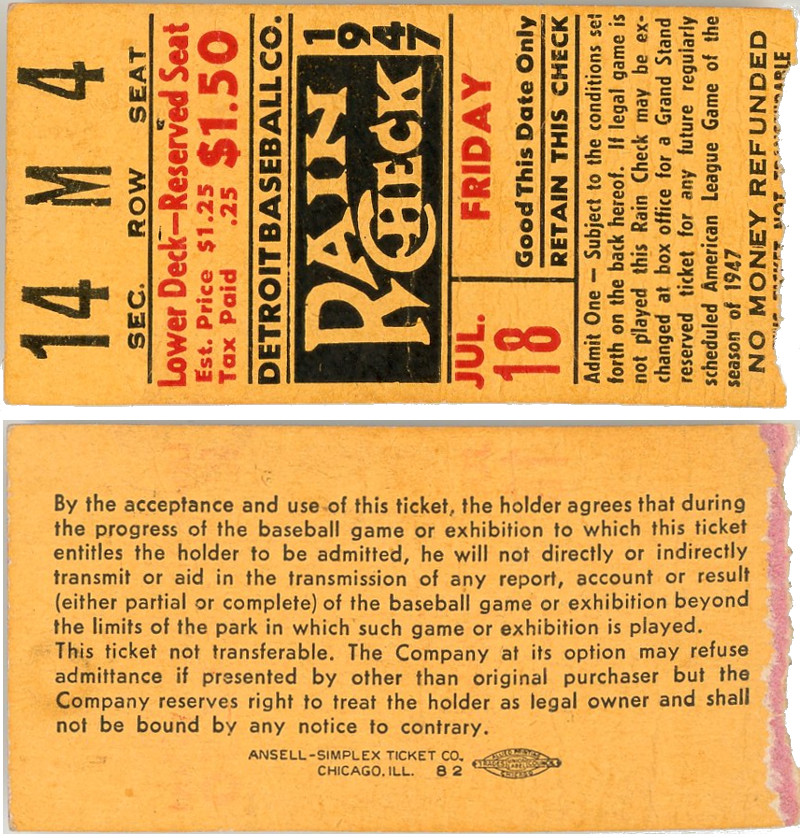 14 M 4
SEC. ROW SEAT
Lower Deck—Reserved Seat
Est. Price $1.25
Tax Paid .25
$1.50
DETROIT BASEBALL CO.
RAIN
CHECK
1947
JUL.
18
FRIDAY
Good This Date Only
RETAIN THIS CHECK
Admit One — Subject to the conditions set
forth on the back hereof. If legal game is
not played this Rain Check may be ex-
changed at box office for a Grand Stand
reserved ticket for any future regularly
scheduled American League Game of the
season of 1947
NO MONEY REFUNDED
By the acceptance and use of this ticket, the holder agrees that during
the progress of the baseball game or exhibition to which this ticket
entitles the holder to be admitted, he will not directly or indirectly
transmit or aid in the transmission of any report, account or result
(either partial or complete) of the baseball game or exhibition beyond
the limits of the park in which such game or exhibition is played.
This ticket not transferable. The Company at its option may refuse
admittance if presented by other than original purchaser but the
Company reserves right to treat the holder as legal owner and shall
not be bound by any notice to contrary.
ANSELL-SIMPLEX TICKET CO.
CHICAGO, ILL. 82